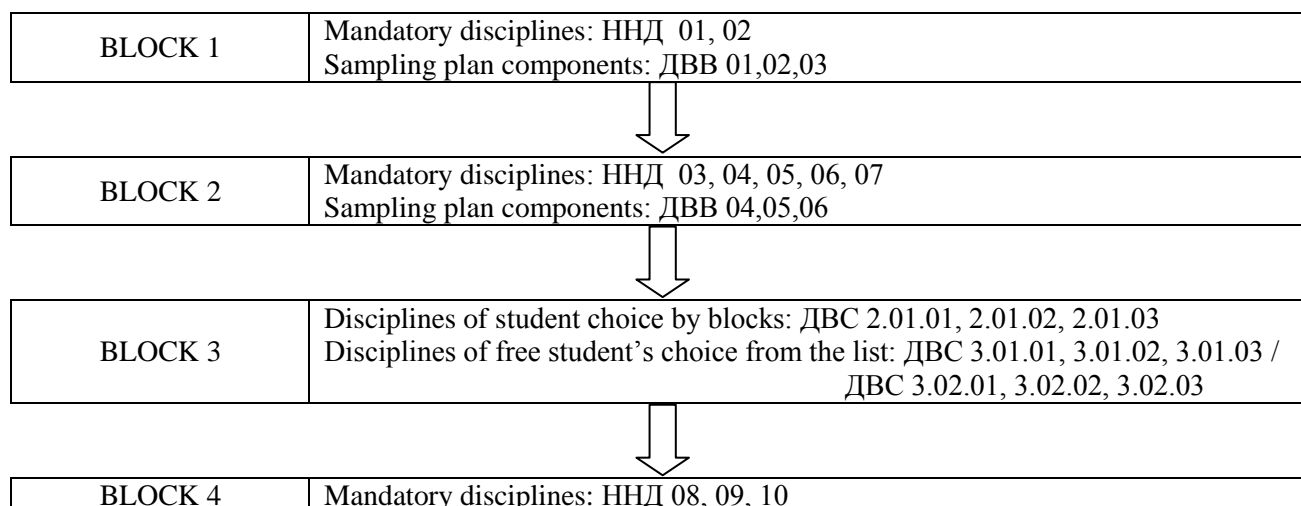 BLOCK 1
Mandatory disciplines: ННД 01, 02
Sampling plan components: ДВВ 01,02,03
BLOCK 2
Mandatory disciplines: ННД 03, 04, 05, 06, 07
Sampling plan components: ДВВ 04,05,06
BLOCK 3
Disciplines of student choice by blocks: ДВС 2.01.01, 2.01.02, 2.01.03
Disciplines of free student’s choice from the list: ДВС 3.01.01, 3.01.02, 3.01.03 /
ДВС 3.02.01, 3.02.02, 3.02.03
BLOCK 4
Mandatory disciplines: ННД 08, 09, 10